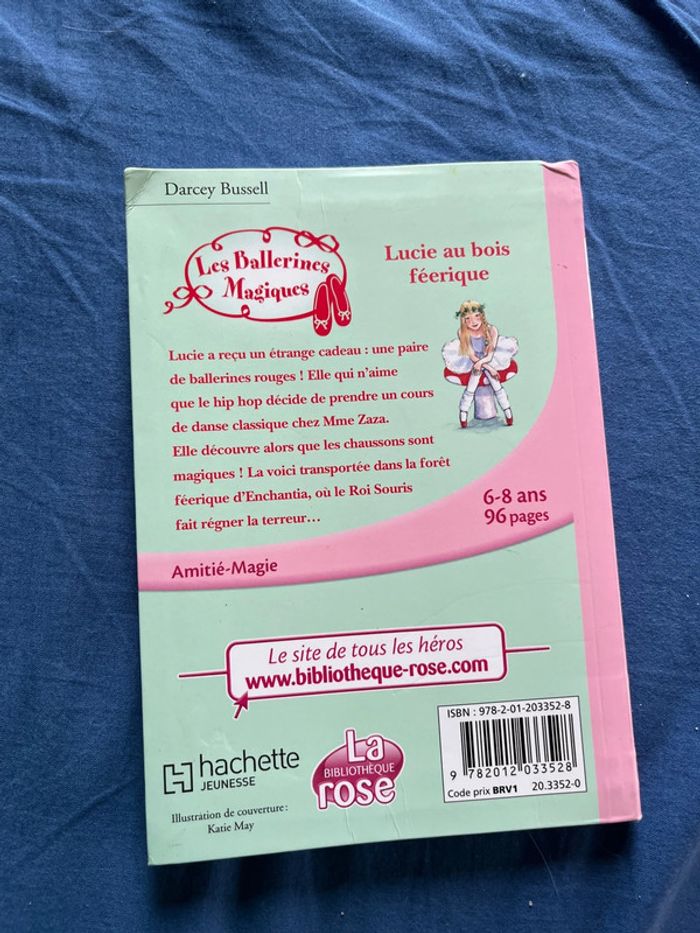 Darcey Bussell
Les Ballerines
Magiques
Lucie au bois
féerique
Lucie a reçu un étrange cadeau : une paire
de ballerines rouges ! Elle qui n'aime
que le hip hop décide de prendre un cours
de danse classique chez Mme Zaza.
Elle découvre alors que les chaussons sont
magiques ! La voici transportée dans la forêt
féerique d'Enchantia, où le Roi Souris
fait régner la terreur…
6-8 ans
96 pages
Amitié-Magie
Le site de tous les héros
www.bibliotheque-rose.com
hachette
JEUNESSE
La
BIBLIOTHÈQUE
rose
Illustration de couverture :
Katie May
ISBN : 978-2-01-203352-8
9 782012 033528
Code prix BRV1 20.3352-0